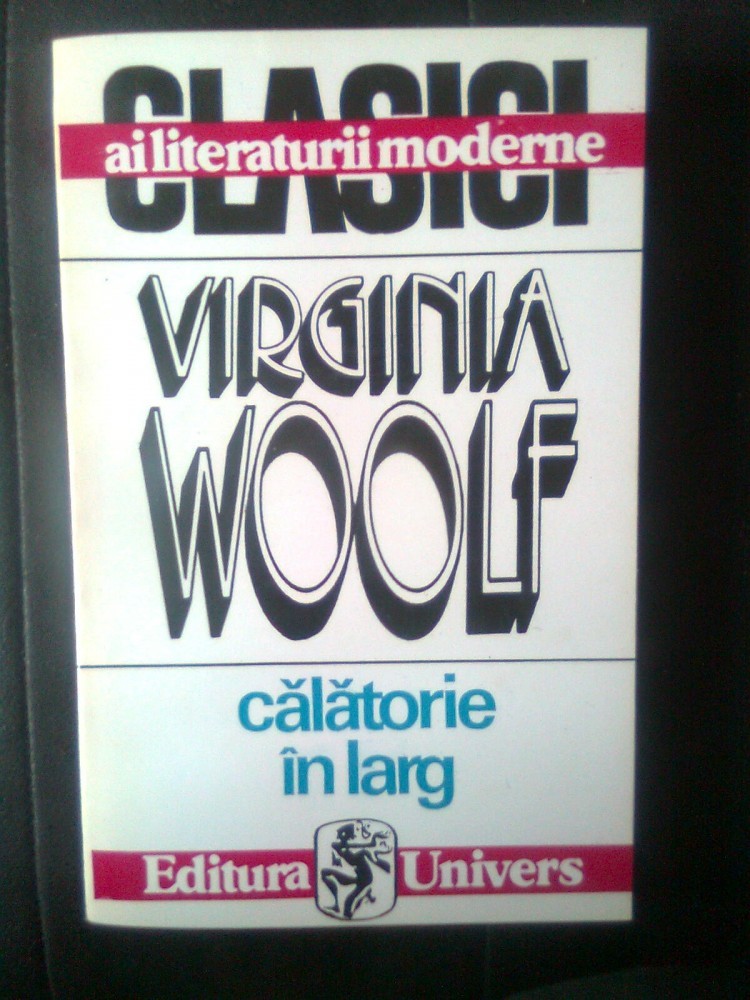 CLASICI
ai literaturii moderne
VIRGINIA
WOOLF
călătorie
în larg
Editura Univers